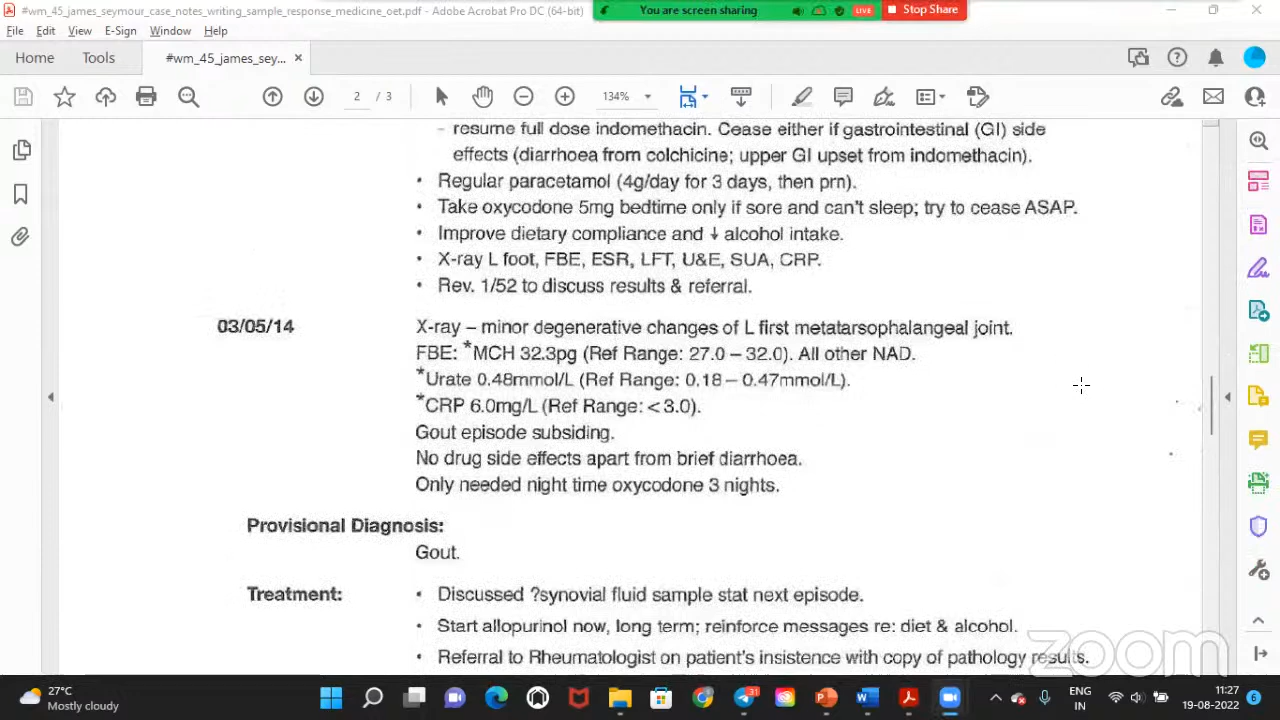 #wm_45_james_seymour_case_notes_writing_sample_response_medicine_oet.pdf - Adobe Acrobat Pro DC (64-bit)
You are screen sharing
LIVE
Stop Share
File Edit View E-Sign Window Help
Home Tools #wm_45_james_sey... ×
2 / 3 134%
- resume full dose indomethacin. Cease either if gastrointestinal (GI) side
effects (diarrhoea from colchicine; upper GI upset from indomethacin).
• Regular paracetamol (4g/day for 3 days, then prn).
• Take oxycodone 5mg bedtime only if sore and can't sleep; try to cease ASAP.
• Improve dietary compliance and ↓ alcohol intake.
• X-ray L foot, FBE, ESR, LFT, U&E, SUA, CRP.
• Rev. 1/52 to discuss results & referral.
03/05/14 X-ray – minor degenerative changes of L first metatarsophalangeal joint.
FBE: *MCH 32.3pg (Ref Range: 27.0 – 32.0). All other NAD.
*Urate 0.48mmol/L (Ref Range: 0.18 – 0.47mmol/L).
*CRP 6.0mg/L (Ref Range: < 3.0).
Gout episode subsiding.
No drug side effects apart from brief diarrhoea.
Only needed night time oxycodone 3 nights.
Provisional Diagnosis:
Gout.
Treatment: • Discussed ?synovial fluid sample stat next episode.
• Start allopurinol now, long term; reinforce messages re: diet & alcohol.
• Referral to Rheumatologist on patient's insistence with copy of pathology results.
zoom
27°C
Mostly cloudy
31
ENG
IN
11:27
19-08-2022
6